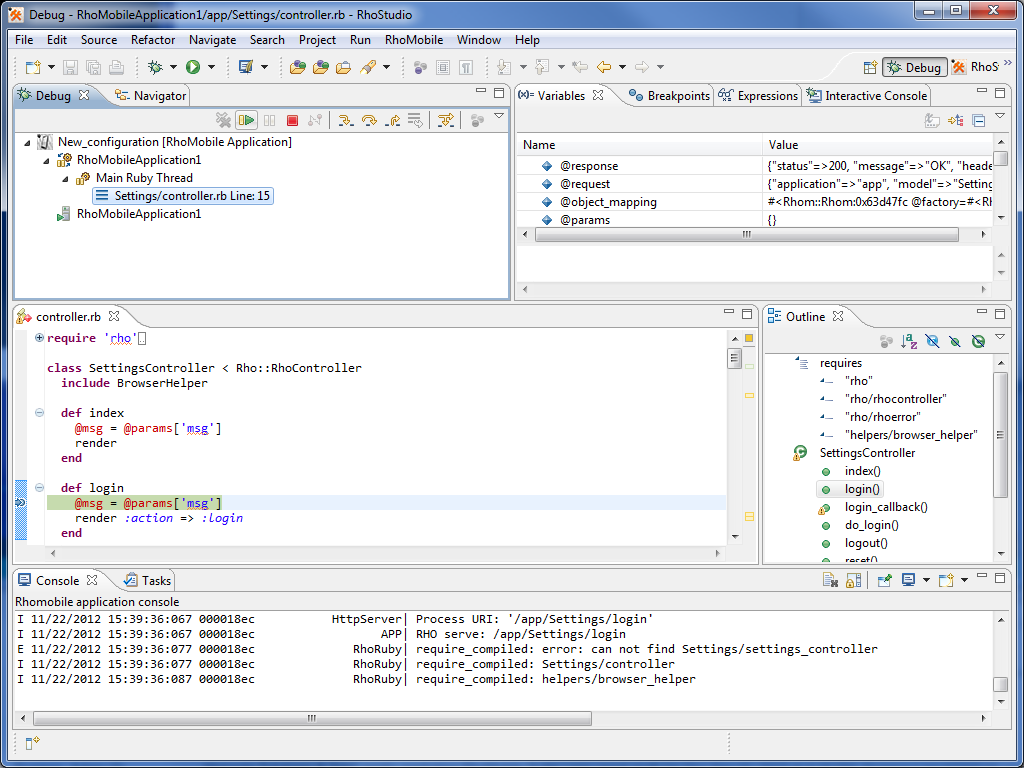 Debug - RhoMobileApplication1/app/Settings/controller.rb - RhoStudio
File Edit Source Refactor Navigate Search Project Run RhoMobile Window Help
Debug RhoS
Debug Navigator
New_configuration [RhoMobile Application]
RhoMobileApplication1
Main Ruby Thread
Settings/controller.rb Line: 15
RhoMobileApplication1
(x)= Variables Breakpoints Expressions Interactive Console
Name Value
@response {"status"=>200, "message"=>"OK", "heade
@request {"application"=>"app", "model"=>"Setting
@object_mapping #<Rhom::Rhom:0x63d47fc @factory=#<Rh
@params {}
controller.rb
require 'rho'
class SettingsController < Rho::RhoController
include BrowserHelper
def index
@msg = @params['msg']
render
end
def login
@msg = @params['msg']
render :action => :login
end
Outline
requires
"rho"
"rho/rhocontroller"
"rho/rhoerror"
"helpers/browser_helper"
SettingsController
index()
login()
login_callback()
do_login()
logout()
reset()
Console Tasks
Rhomobile application console
I 11/22/2012 15:39:36:067 000018ec HttpServer| Process URI: '/app/Settings/login'
I 11/22/2012 15:39:36:067 000018ec APP| RHO serve: /app/Settings/login
E 11/22/2012 15:39:36:077 000018ec RhoRuby| require_compiled: error: can not find Settings/settings_controller
I 11/22/2012 15:39:36:077 000018ec RhoRuby| require_compiled: Settings/controller
I 11/22/2012 15:39:36:087 000018ec RhoRuby| require_compiled: helpers/browser_helper